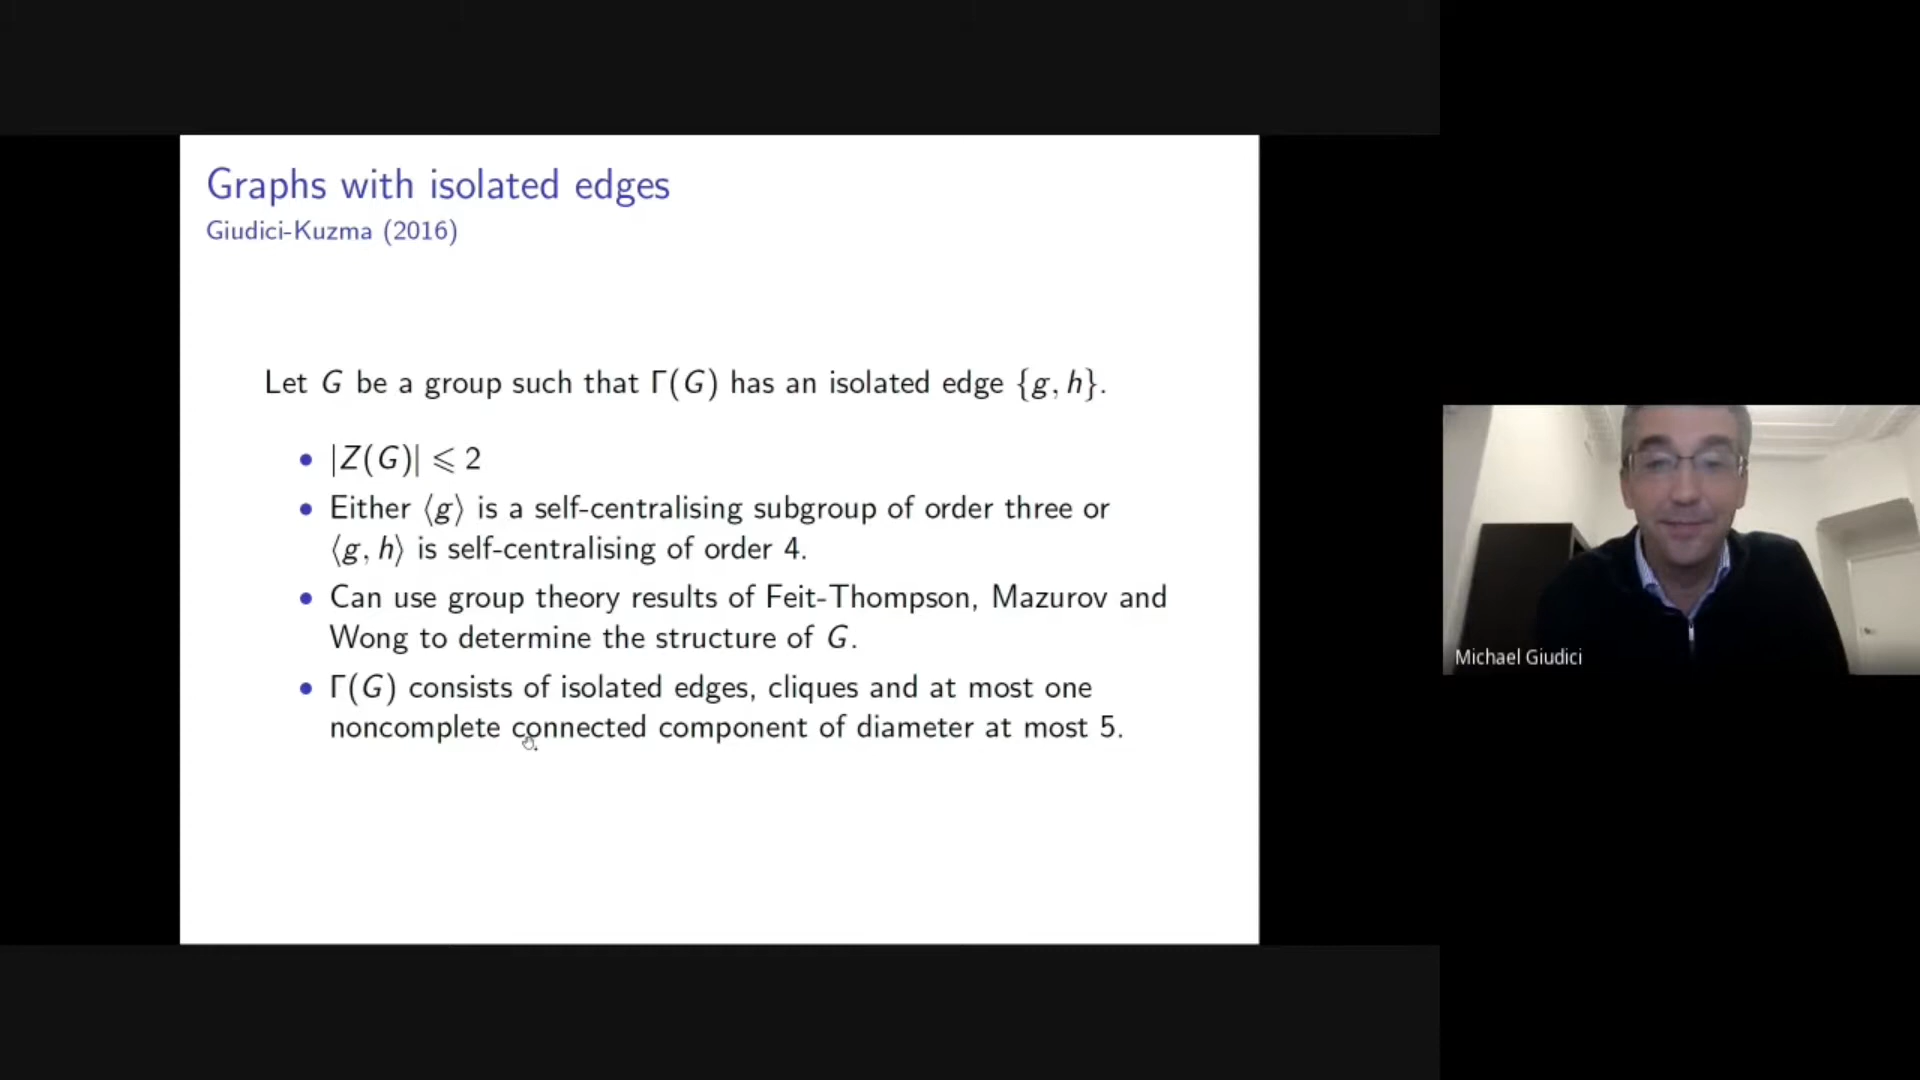 Graphs with isolated edges
Giudici-Kuzma (2016)
Let G be a group such that Γ(G) has an isolated edge {g, h}.
• |Z(G)| ⩽ 2
• Either ⟨g⟩ is a self-centralising subgroup of order three or
⟨g, h⟩ is self-centralising of order 4.
• Can use group theory results of Feit-Thompson, Mazurov and
Wong to determine the structure of G.
• Γ(G) consists of isolated edges, cliques and at most one
noncomplete connected component of diameter at most 5.
Michael Giudici